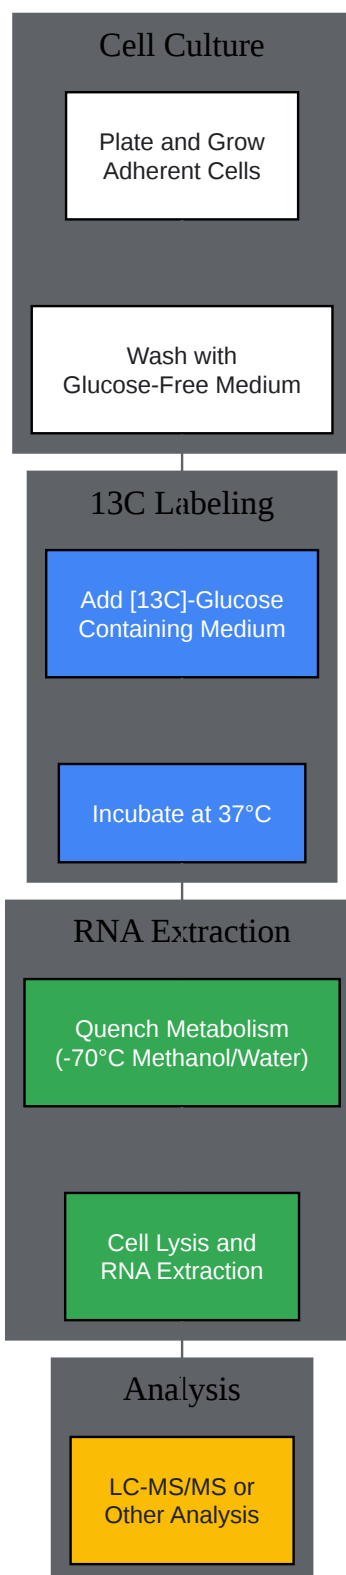 Cell Culture
Plate and Grow
Adherent Cells
Wash with
Glucose-Free Medium
13C Labeling
Add [13C]-Glucose
Containing Medium
Incubate at 37°C
RNA Extraction
Quench Metabolism
(-70°C Methanol/Water)
Cell Lysis and
RNA Extraction
Analysis
LC-MS/MS or
Other Analysis